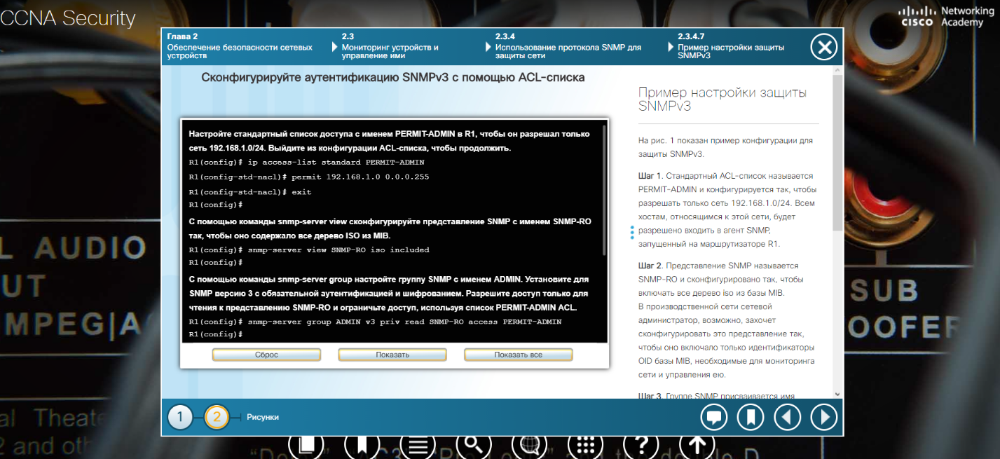 CCNA Security
Networking
CISCO Academy
Глава 2
Обеспечение безопасности сетевых
устройств
2.3
Мониторинг устройств и
управление ими
2.3.4
Использование протокола SNMP для
защиты сети
2.3.4.7
Пример настройки защиты
SNMPv3
Сконфигурируйте аутентификацию SNMPv3 с помощью ACL-списка
Настройте стандартный список доступа с именем PERMIT-ADMIN в R1, чтобы он разрешал только
сеть 192.168.1.0/24. Выйдите из конфигурации ACL-списка, чтобы продолжить.
R1(config)# ip access-list standard PERMIT-ADMIN
R1(config-std-nacl)# permit 192.168.1.0 0.0.0.255
R1(config-std-nacl)# exit
R1(config)#
С помощью команды snmp-server view сконфигурируйте представление SNMP с именем SNMP-RO
так, чтобы оно содержало все дерево ISO из MIB.
R1(config)# snmp-server view SNMP-RO iso included
R1(config)#
С помощью команды snmp-server group настройте группу SNMP с именем ADMIN. Установите для
SNMP версию 3 с обязательной аутентификацией и шифрованием. Разрешите доступ только для
чтения к представлению SNMP-RO и ограничьте доступ, используя список PERMIT-ADMIN ACL.
R1(config)# snmp-server group ADMIN v3 priv read SNMP-RO access PERMIT-ADMIN
R1(config)#
Сброс
Показать
Показать все
Пример настройки защиты
SNMPv3
На рис. 1 показан пример конфигурации для
защиты SNMPv3.
Шаг 1. Стандартный ACL-список называется
PERMIT-ADMIN и конфигурируется так, чтобы
разрешать только сеть 192.168.1.0/24. Всем
хостам, относящимся к этой сети, будет
разрешено входить в агент SNMP,
запущенный на маршрутизаторе R1.
Шаг 2. Представление SNMP называется
SNMP-RO и сконфигурировано так, чтобы
включать все дерево iso из базы MIB.
В производственной сети сетевой
администратор, возможно, захочет
сконфигурировать это представление так,
чтобы оно включало только идентификаторы
OID базы MIB, необходимые для мониторинга
сети и управления ею.
Шаг 3. Группе SNMP присваивается имя
1
2
Рисунки
L AUDIO
UT
MPEG|A
SUB
OOFER
al Theate
2 and oth